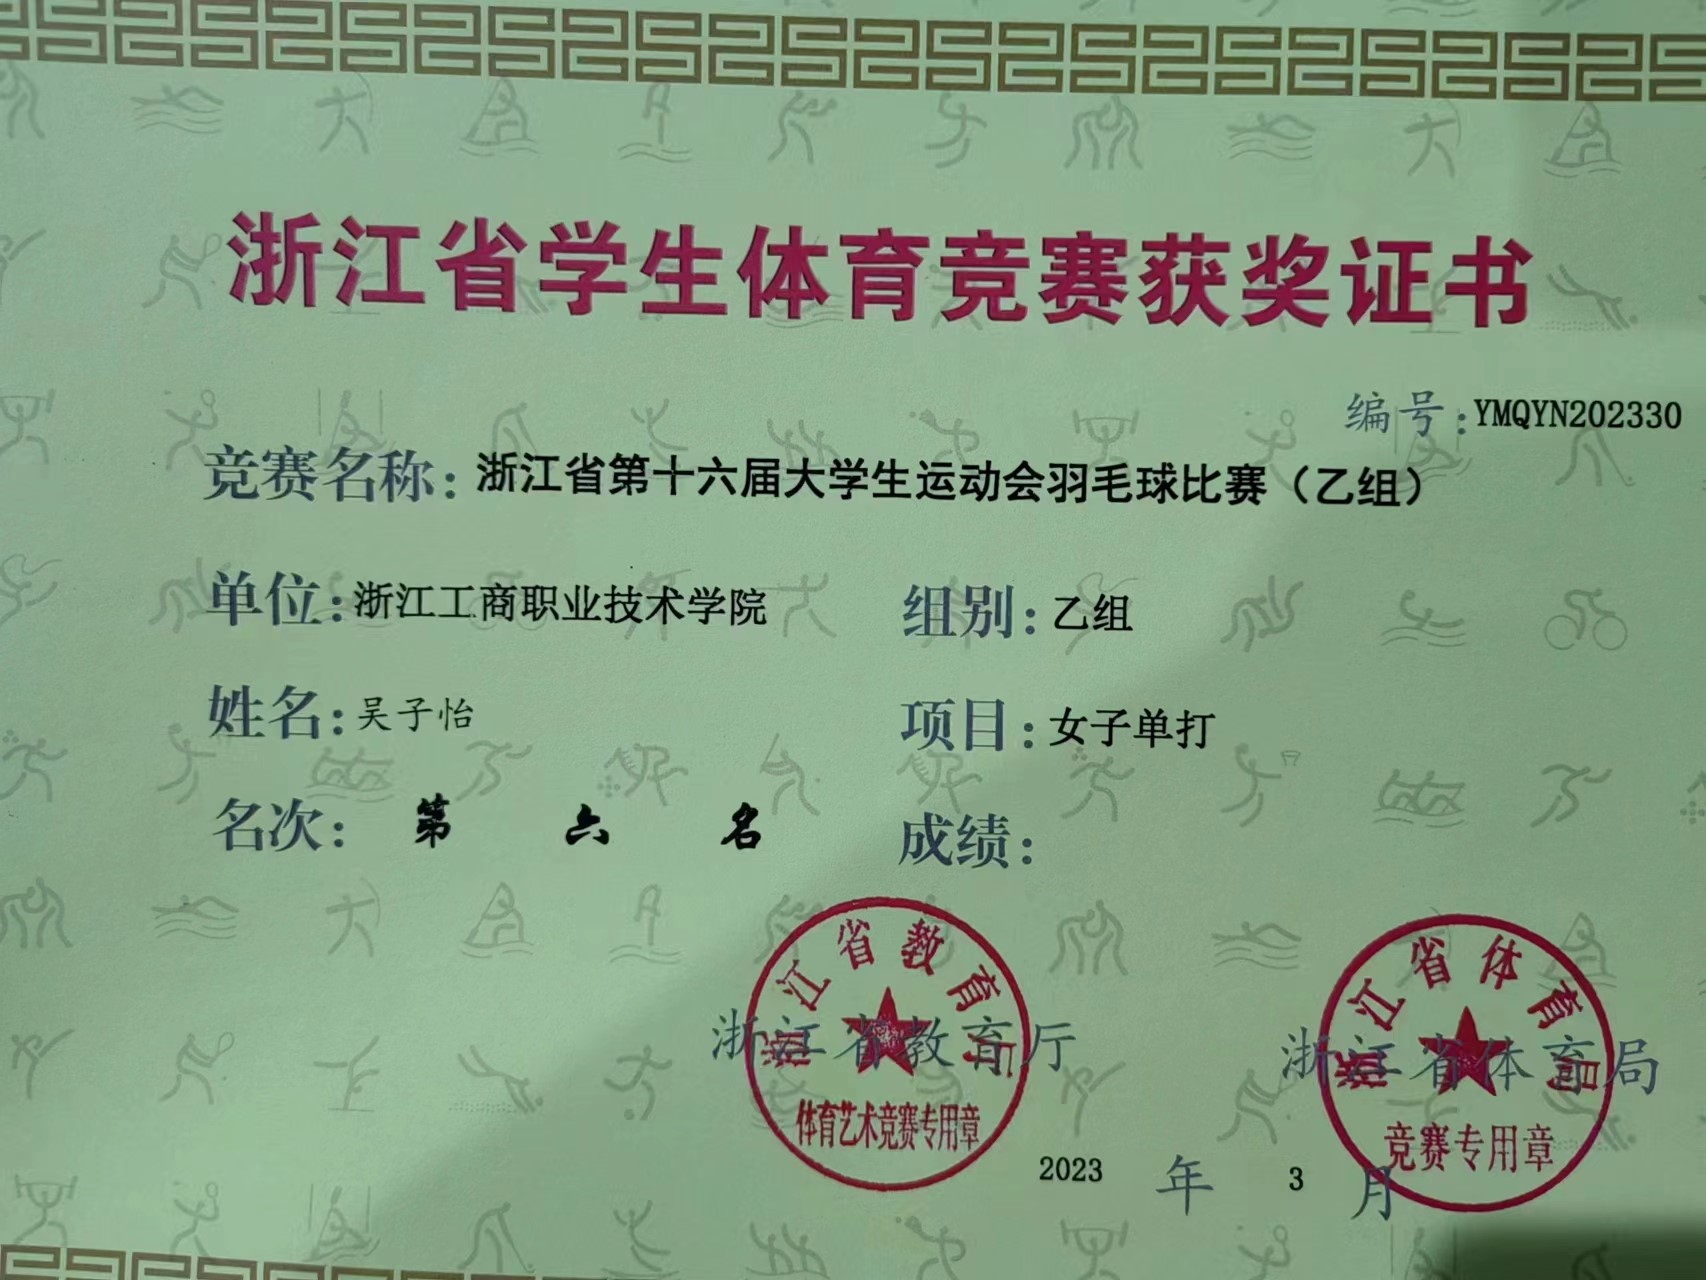 浙江省学生体育竞赛获奖证书
编号:YMQYN202330
竞赛名称:浙江省第十六届大学生运动会羽毛球比赛（乙组）
单位:浙江工商职业技术学院
组别:乙组
姓名:吴子怡
项目:女子单打
名次: 第 六 名
成绩:
浙江省教育厅
浙江省体育局
浙江省教育厅
体育艺术竞赛专用章
浙江省体育局
竞赛专用章
2023 年 3 月